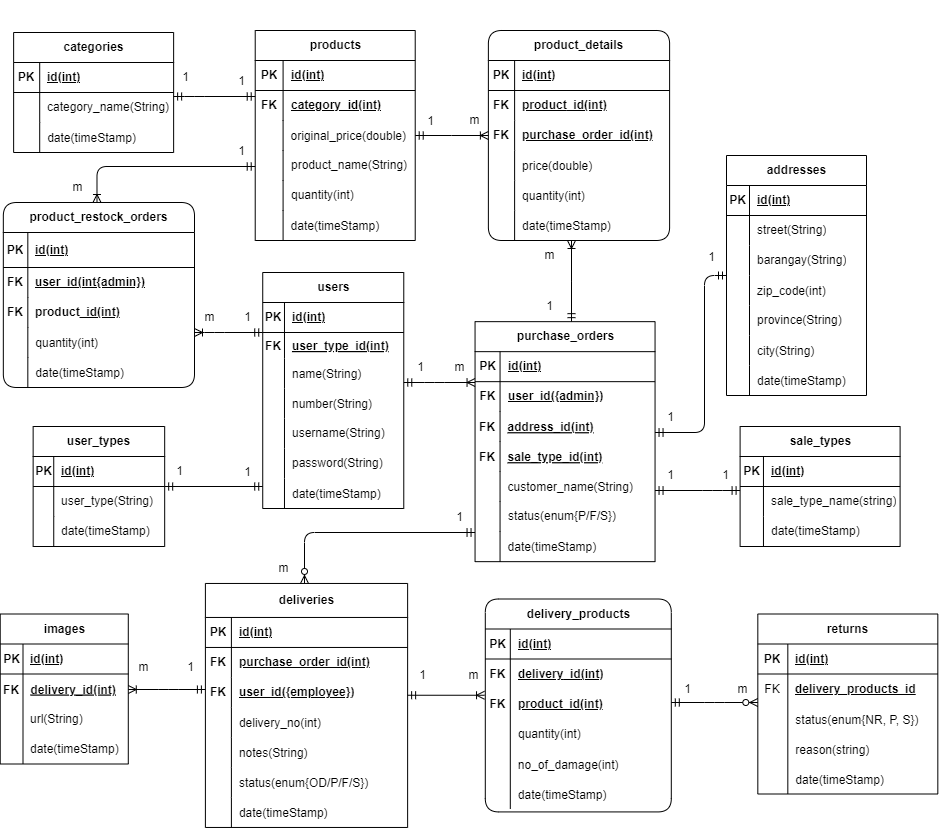 categories
PK id(int)
category_name(String)
date(timeStamp)
1 1
products
PK id(int)
FK category_id(int)
original_price(double)
product_name(String)
quantity(int)
date(timeStamp)
1 m
product_details
PK id(int)
FK product_id(int)
FK purchase_order_id(int)
price(double)
quantity(int)
date(timeStamp)
1
m
product_restock_orders
PK id(int)
FK user_id(int{admin})
FK product_id(int)
quantity(int)
date(timeStamp)
m 1
users
PK id(int)
FK user_type_id(int)
name(String)
number(String)
username(String)
password(String)
date(timeStamp)
1 m
m
1
purchase_orders
PK id(int)
FK user_id({admin})
FK address_id(int)
FK sale_type_id(int)
customer_name(String)
status(enum{P/F/S})
date(timeStamp)
1
1
addresses
PK id(int)
street(String)
barangay(String)
zip_code(int)
province(String)
city(String)
date(timeStamp)
user_types
PK id(int)
user_type(String)
date(timeStamp)
1 1
1 1
sale_types
PK id(int)
sale_type_name(string)
date(timeStamp)
1
m
images
PK id(int)
FK delivery_id(int)
url(String)
date(timeStamp)
m 1
deliveries
PK id(int)
FK purchase_order_id(int)
FK user_id({employee})
delivery_no(int)
notes(String)
status(enum{OD/P/F/S})
date(timeStamp)
1 m
delivery_products
PK id(int)
FK delivery_id(int)
FK product_id(int)
quantity(int)
no_of_damage(int)
date(timeStamp)
1 m
returns
PK id(int)
FK delivery_products_id
status(enum{NR, P, S})
reason(string)
date(timeStamp)